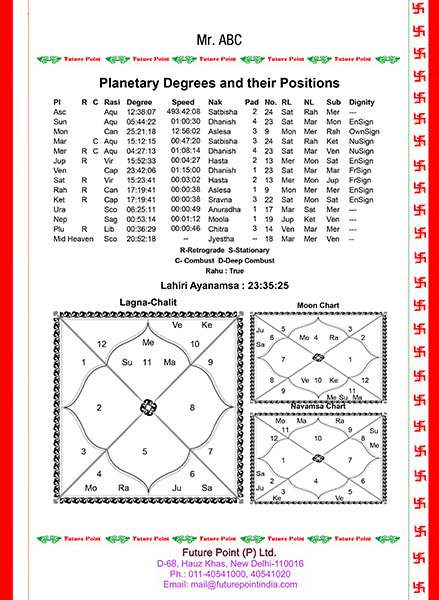 Mr. ABC
Future Point Future Point Future Point Future Point Future Point
Planetary Degrees and their Positions
Pl R C Rasi Degree Speed Nak Pad No. RL NL Sub Dignity
Asc Aqu 12:38:07 493:42:08 Satbisha 2 24 Sat Rah Mer ---
Sun Aqu 05:44:22 01:00:30 Dhanish 4 23 Sat Mar Mon EnSign
Mon Can 25:21:18 12:56:02 Aslesa 3 9 Mon Mer Rah OwnSign
Mar C Aqu 15:12:15 00:47:20 Satbisha 3 24 Sat Rah Ket NuSign
Mer R C Aqu 04:27:13 01:08:14 Dhanish 4 23 Sat Mar Ven NuSign
Jup R Vir 15:52:33 00:04:27 Hasta 2 13 Mer Mon Sat EnSign
Ven Cap 23:42:06 01:15:00 Dhanish 1 23 Sat Mar Mar FrSign
Sat R Vir 15:23:41 00:03:02 Hasta 2 13 Mer Mon Jup FrSign
Rah R Can 17:19:41 00:00:38 Aslesa 1 9 Mon Mer Mer EnSign
Ket R Cap 17:19:41 00:00:38 Sravna 3 22 Sat Mon Sat EnSign
Ura Sco 06:25:11 00:00:49 Anuradha 1 17 Mar Sat Mer ---
Nep Sag 00:53:14 00:01:12 Moola 1 19 Jup Ket Ven ---
Plu R Lib 00:36:29 00:00:46 Chitra 3 14 Ven Mar Mer ---
Mid Heaven Sco 20:52:18 -- Jyestha -- 18 Mar Mer Ven --
R-Retrograde S-Stationary
C- Combust D-Deep Combust
Rahu : True
Lahiri Ayanamsa : 23:35:25
Lagna-Chalit
Ve Ke
12 Me 10
1 Su 11 Ma 9
2 8
3 7
4 5 6
Mo Ra Ju Sa
Moon Chart
Ju 5 3
Sa 6 Mo 4 Ra 2
7 1
8 Ve 10 Ke 12
9 11
Me Su Ma
Navamsa Chart
Mo Ma 9
12 11 Ra 8 Su
Sa 10 Me
1 7
2 4 6
Ju 3 Ke Ve 5
Future Point Future Point Future Point Future Point Future Point
Future Point (P) Ltd.
D-68, Hauz Khas, New Delhi-110016
Ph.: 011-40541000, 40541020
Email: mail@futurepointindia.com